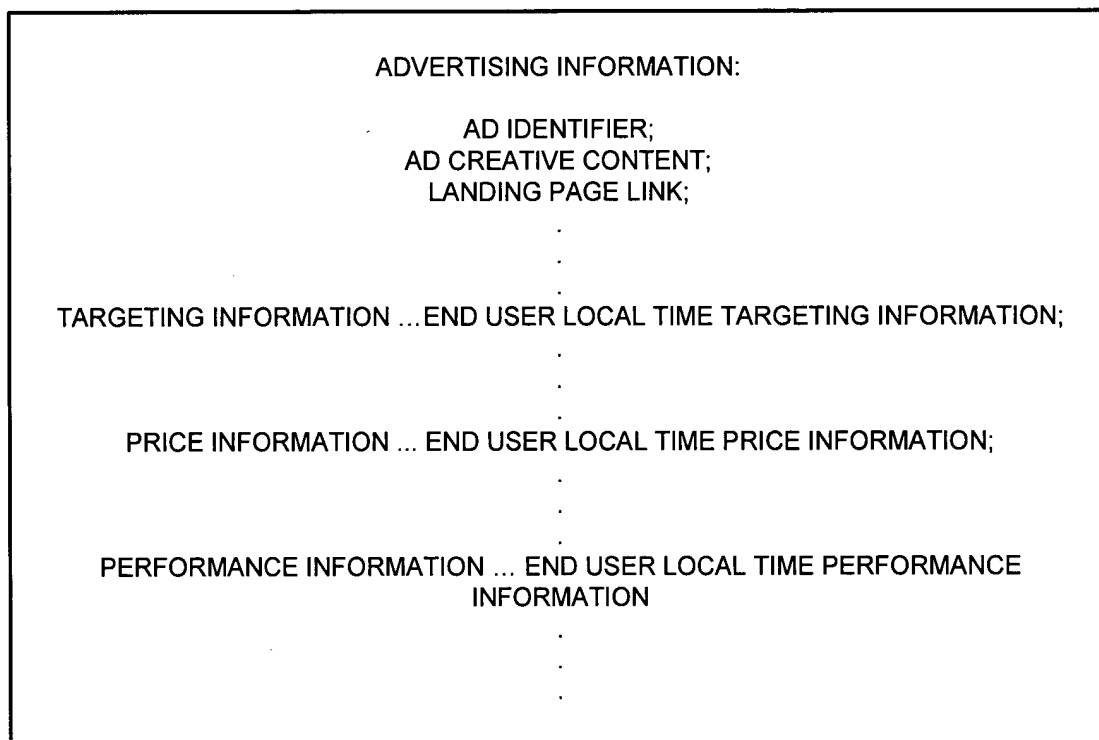 ADVERTISING INFORMATION:
AD IDENTIFIER;
AD CREATIVE CONTENT;
LANDING PAGE LINK;
.
.
.
TARGETING INFORMATION ...END USER LOCAL TIME TARGETING INFORMATION;
.
.
.
PRICE INFORMATION ... END USER LOCAL TIME PRICE INFORMATION;
.
.
.
PERFORMANCE INFORMATION ... END USER LOCAL TIME PERFORMANCE
INFORMATION
.
.
.